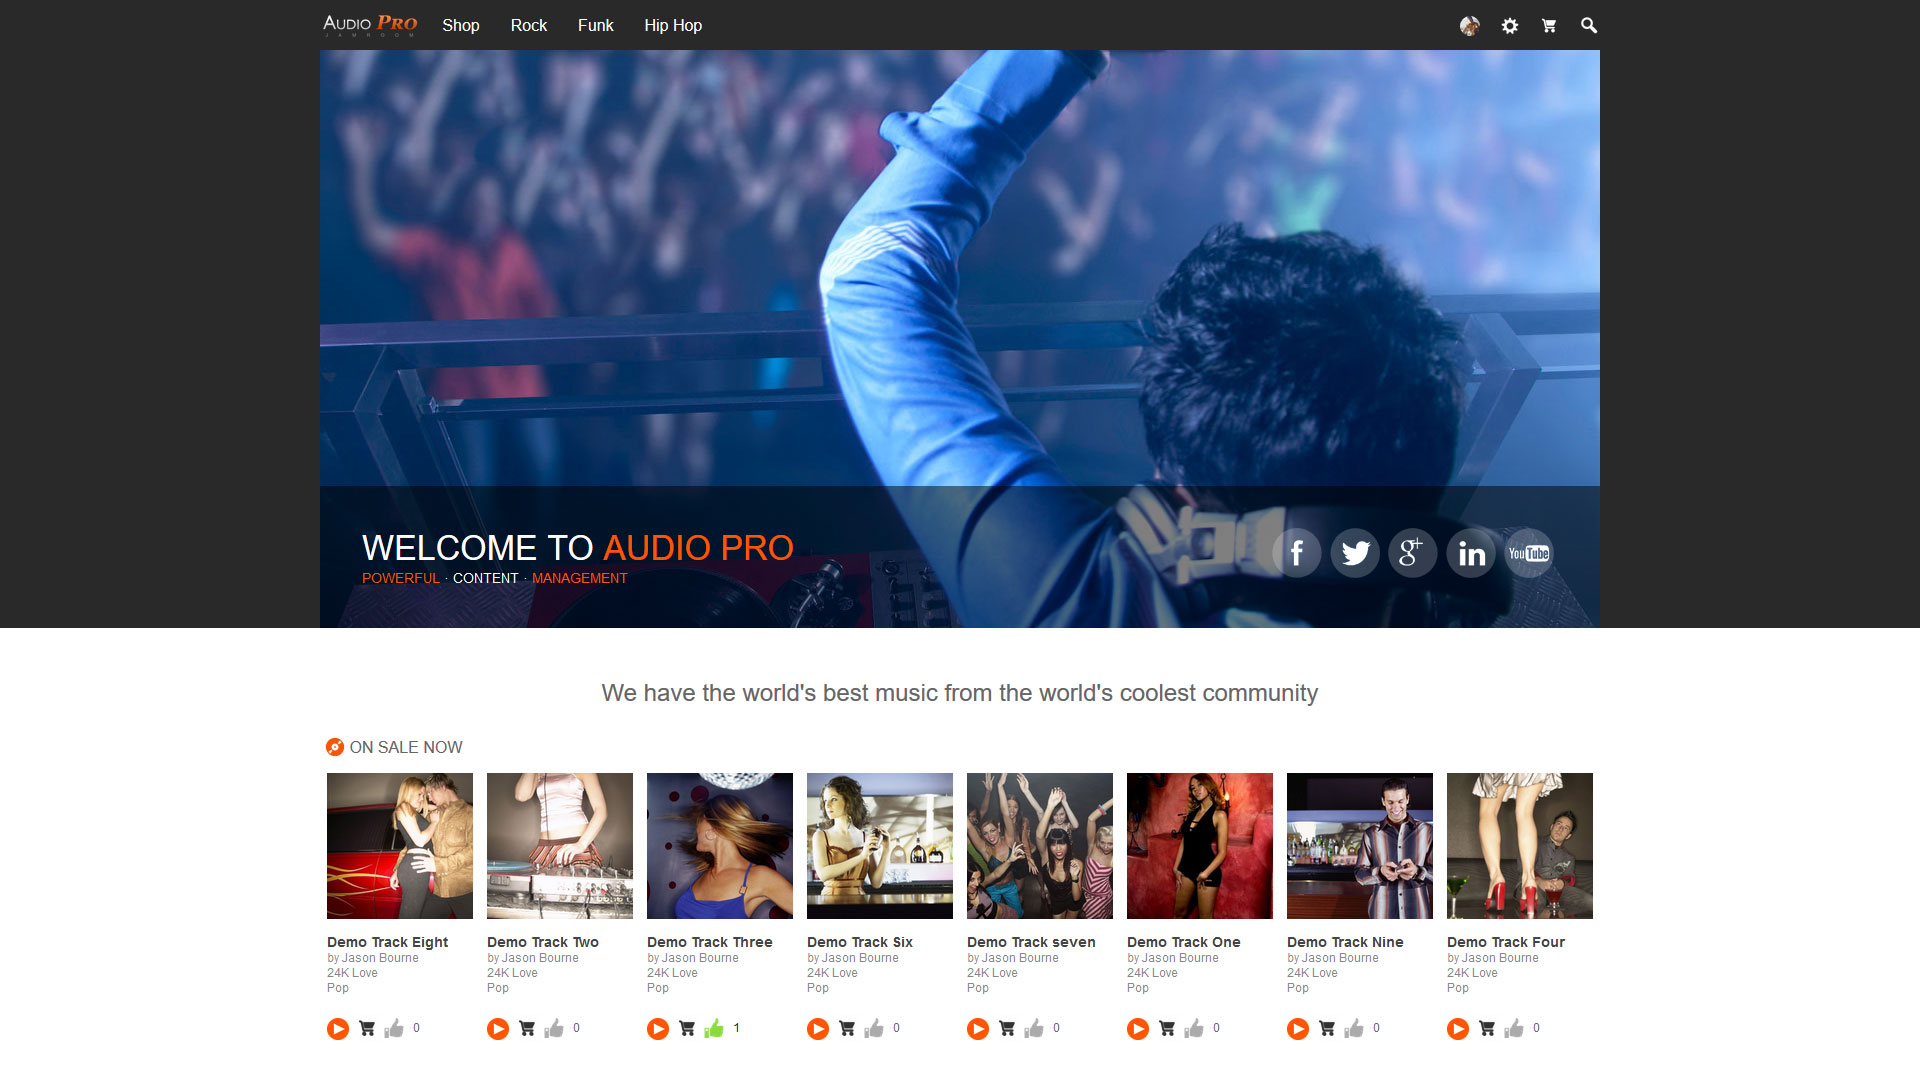 AUDIO PRO
JAMROOM
Shop Rock Funk Hip Hop
WELCOME TO AUDIO PRO
POWERFUL · CONTENT · MANAGEMENT
f g+ in You Tube
We have the world's best music from the world's coolest community
ON SALE NOW
Demo Track Eight
by Jason Bourne
24K Love
Pop
0
Demo Track Two
by Jason Bourne
24K Love
Pop
0
Demo Track Three
by Jason Bourne
24K Love
Pop
1
Demo Track Six
by Jason Bourne
24K Love
Pop
0
Demo Track seven
by Jason Bourne
24K Love
Pop
0
Demo Track One
by Jason Bourne
24K Love
Pop
0
Demo Track Nine
by Jason Bourne
24K Love
Pop
0
Demo Track Four
by Jason Bourne
24K Love
Pop
0